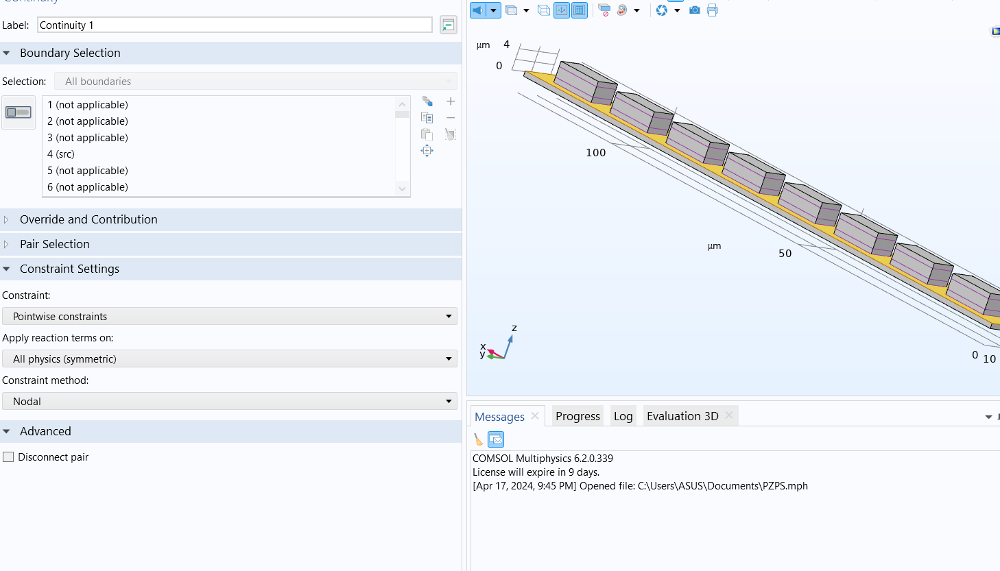 Continuity
Label: Continuity 1
Boundary Selection
Selection: All boundaries
1 (not applicable)
2 (not applicable)
3 (not applicable)
4 (src)
5 (not applicable)
6 (not applicable)
Override and Contribution
Pair Selection
Constraint Settings
Constraint:
Pointwise constraints
Apply reaction terms on:
All physics (symmetric)
Constraint method:
Nodal
Advanced
Disconnect pair
µm 4
0
100
µm
50
0 10
z
x
y
Messages Progress Log Evaluation 3D
COMSOL Multiphysics 6.2.0.339
License will expire in 9 days.
[Apr 17, 2024, 9:45 PM] Opened file: C:\Users\ASUS\Documents\PZPS.mph